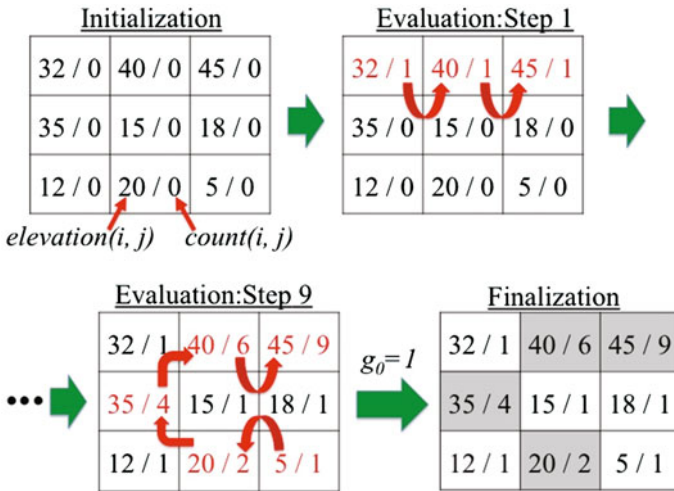 Initialization
32 / 0 40 / 0 45 / 0
35 / 0 15 / 0 18 / 0
12 / 0 20 / 0 5 / 0
elevation(i, j) count(i, j)
Evaluation:Step 1
32 / 1 40 / 1 45 / 1
35 / 0 15 / 0 18 / 0
12 / 0 20 / 0 5 / 0
Evaluation:Step 9
32 / 1 40 / 6 45 / 9
35 / 4 15 / 1 18 / 1
12 / 1 20 / 2 5 / 1
g0=1
Finalization
32 / 1 40 / 6 45 / 9
35 / 4 15 / 1 18 / 1
12 / 1 20 / 2 5 / 1